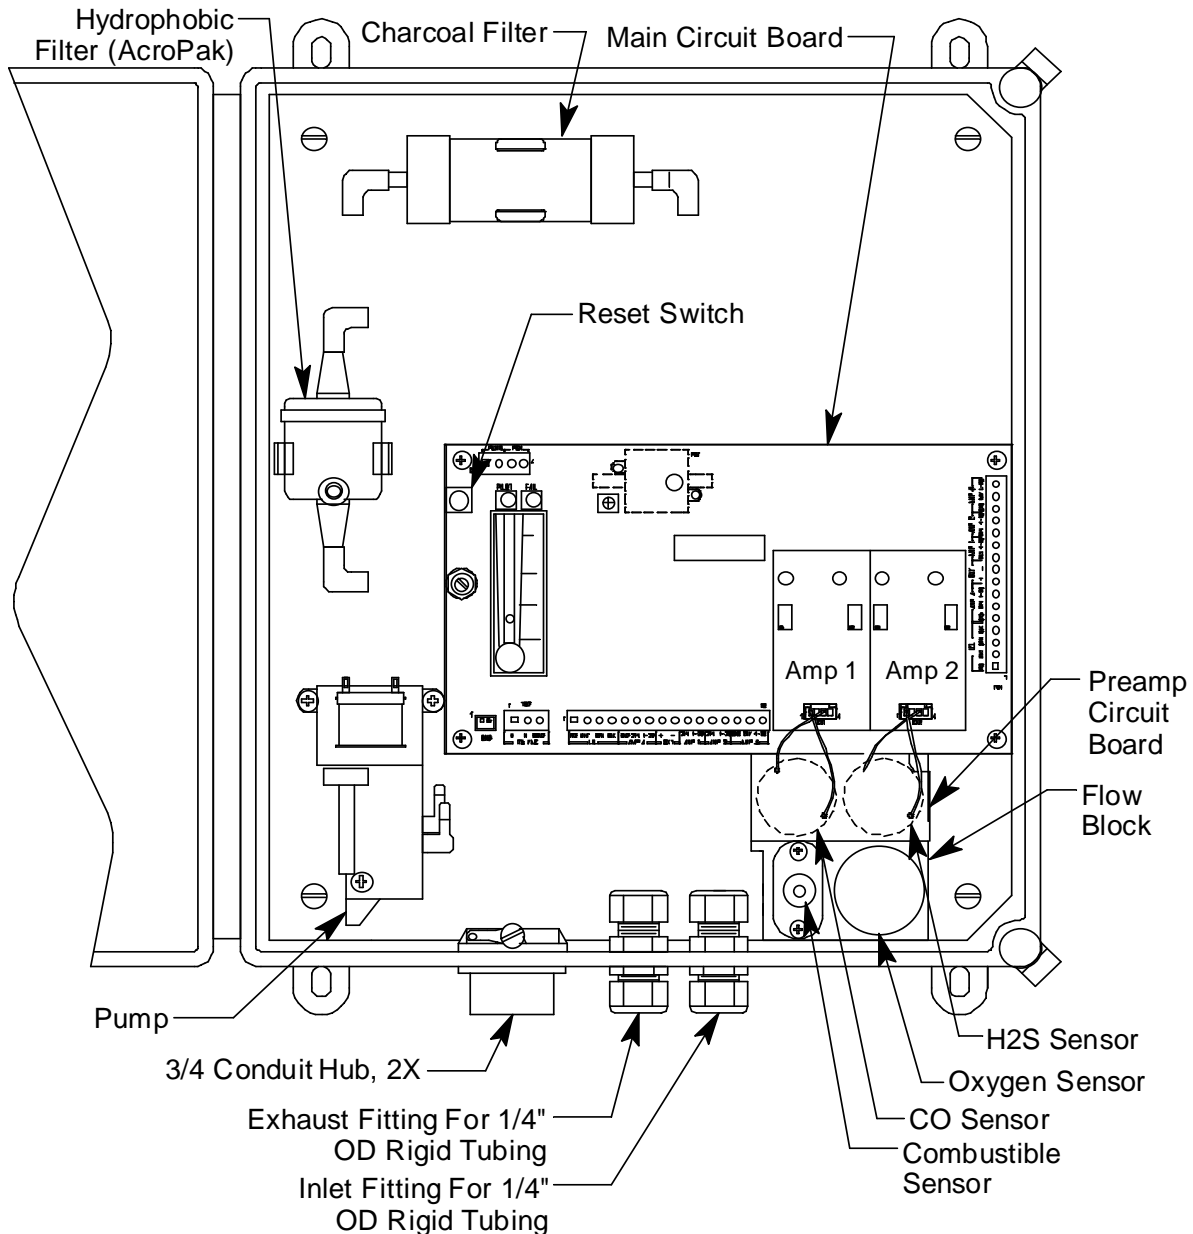 Hydrophobic
Filter (AcroPak)
Charcoal Filter
Main Circuit Board
Reset Switch
PILOT
FAIL
Amp 1
Amp 2
Preamp
Circuit
Board
Flow
Block
Pump
3/4 Conduit Hub, 2X
H2S Sensor
Oxygen Sensor
CO Sensor
Combustible
Sensor
Exhaust Fitting For 1/4"
OD Rigid Tubing
Inlet Fitting For 1/4"
OD Rigid Tubing